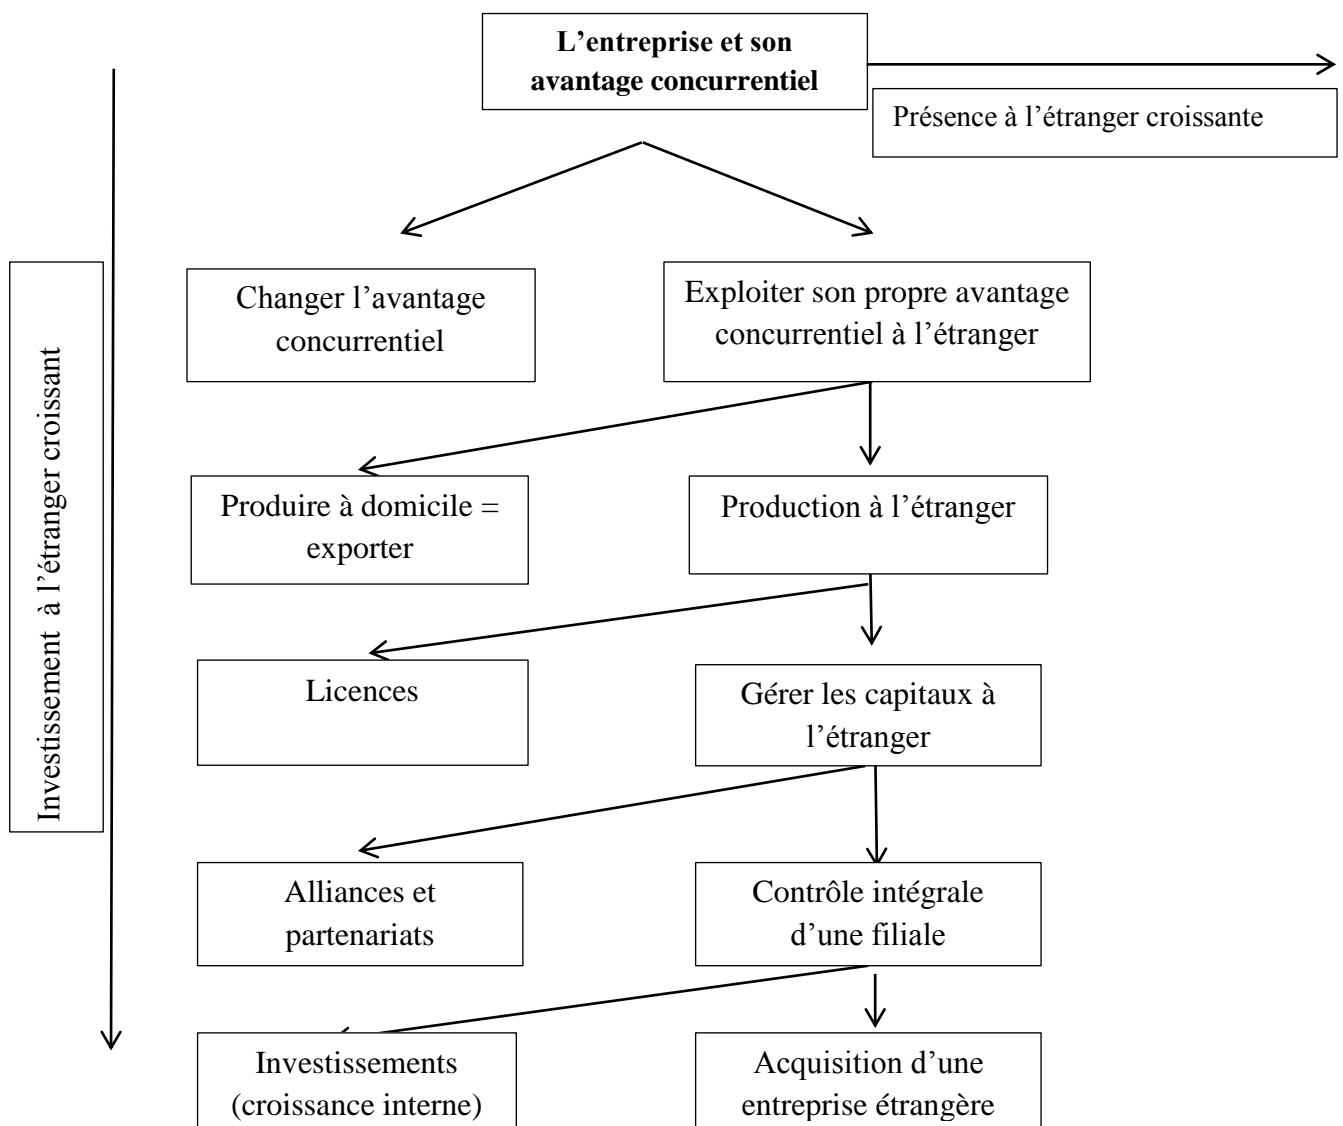 L’entreprise et son
avantage concurrentiel
Présence à l’étranger croissante
Investissement à l’étranger croissant
Changer l’avantage
concurrentiel
Exploiter son propre avantage
concurrentiel à l’étranger
Produire à domicile =
exporter
Production à l’étranger
Licences
Gérer les capitaux à
l’étranger
Alliances et
partenariats
Contrôle intégrale
d’une filiale
Investissements
(croissance interne)
Acquisition d’une
entreprise étrangère